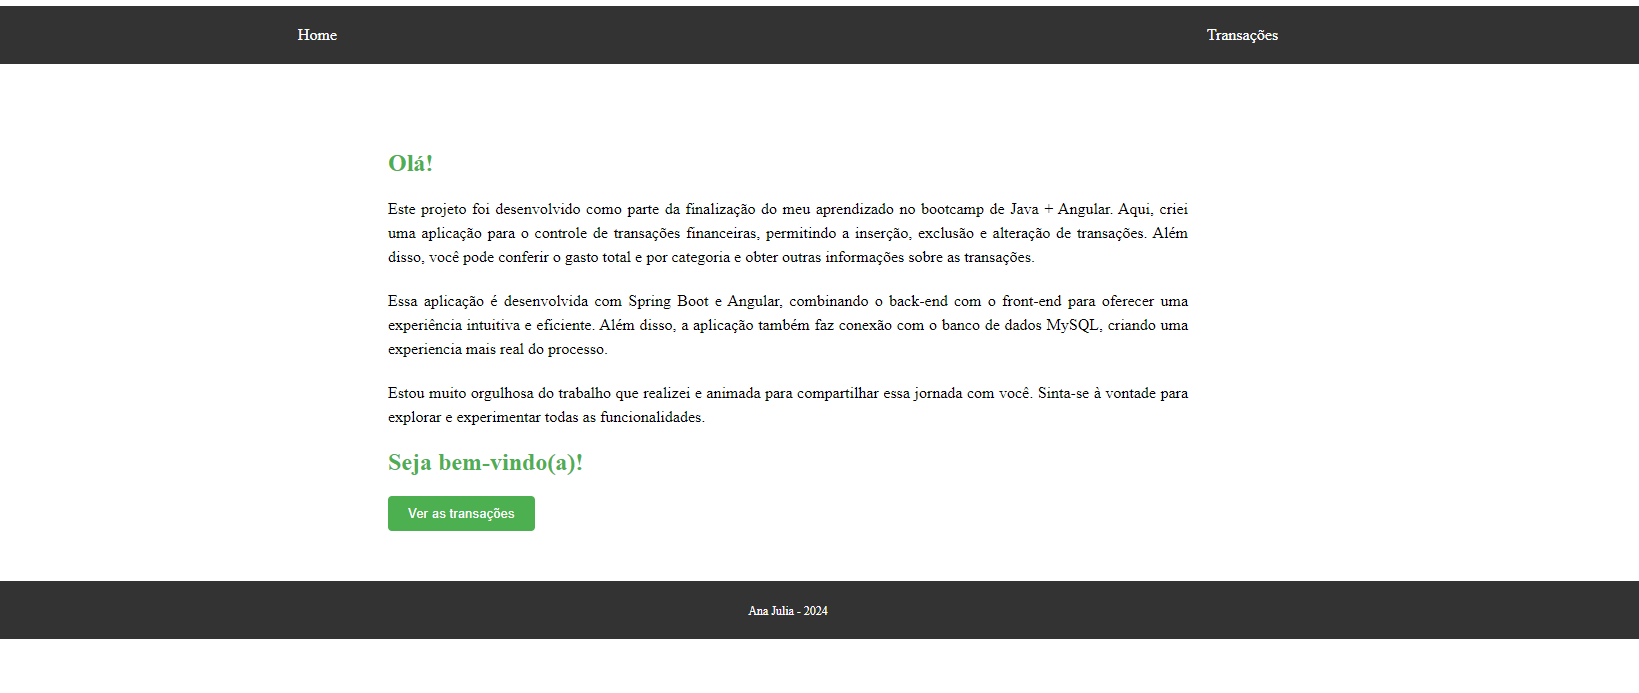 Home
Transações
Olá!
Este projeto foi desenvolvido como parte da finalização do meu aprendizado no bootcamp de Java + Angular. Aqui, criei
uma aplicação para o controle de transações financeiras, permitindo a inserção, exclusão e alteração de transações. Além
disso, você pode conferir o gasto total e por categoria e obter outras informações sobre as transações.
Essa aplicação é desenvolvida com Spring Boot e Angular, combinando o back-end com o front-end para oferecer uma
experiência intuitiva e eficiente. Além disso, a aplicação também faz conexão com o banco de dados MySQL, criando uma
experiencia mais real do processo.
Estou muito orgulhosa do trabalho que realizei e animada para compartilhar essa jornada com você. Sinta-se à vontade para
explorar e experimentar todas as funcionalidades.
Seja bem-vindo(a)!
Ver as transações
Ana Julia - 2024